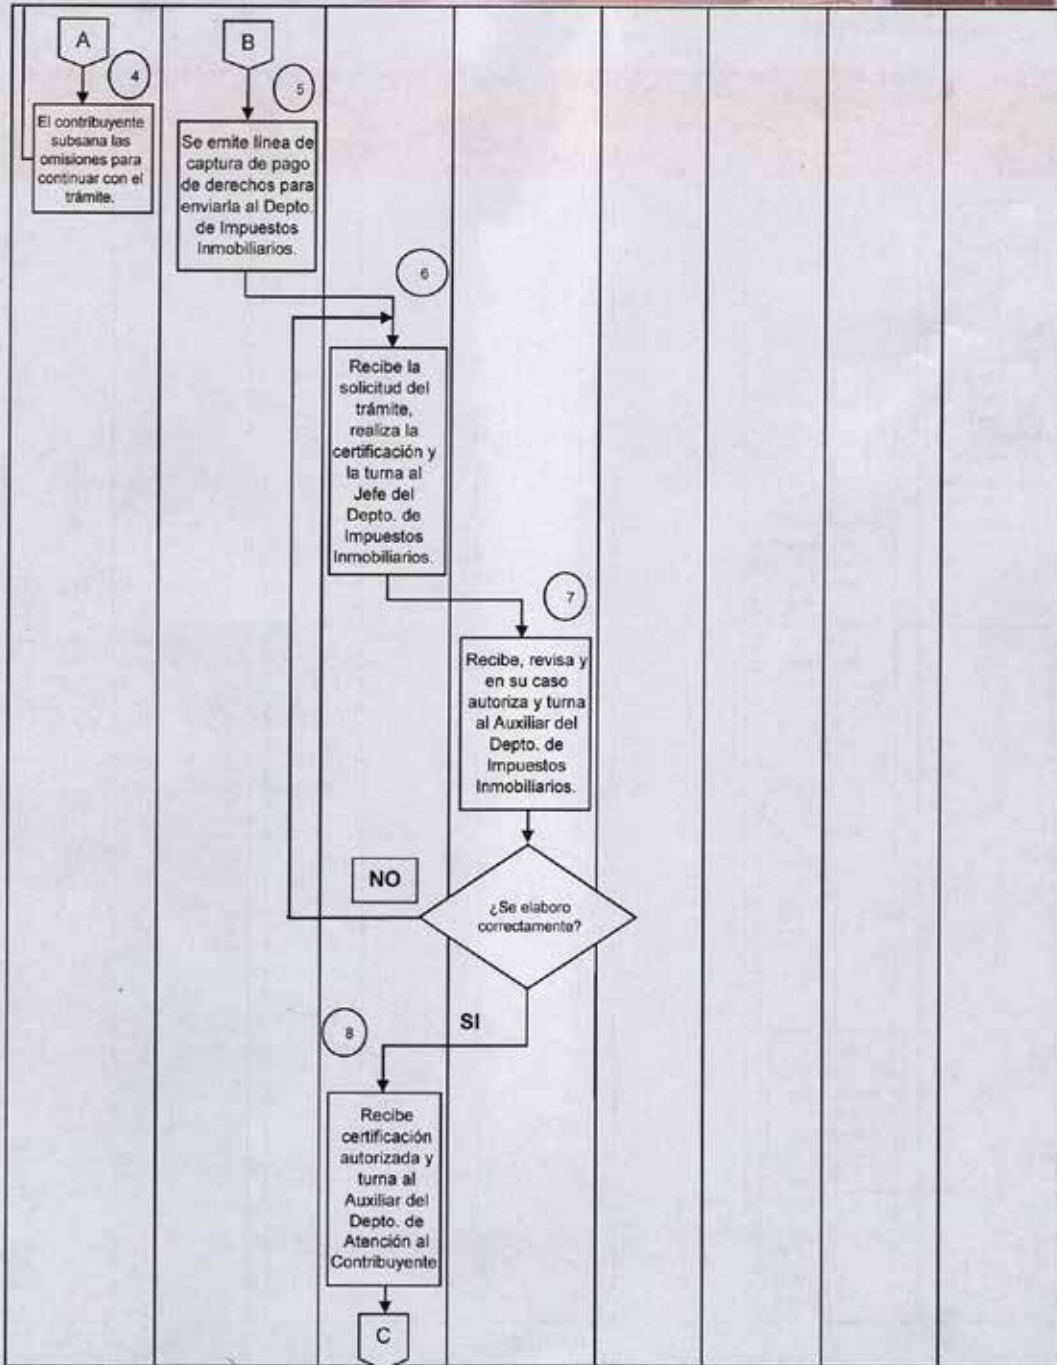 A
4
El contribuyente
subsana las
omisiones para
continuar con el
trámite.
B
5
Se emite línea de
captura de pago
de derechos para
enviarla al Depto.
de Impuestos
Inmobiliarios.
6
Recibe la
solicitud del
trámite,
realiza la
certificación y
la turna al
Jefe del
Depto. de
Impuestos
Inmobiliarios.
7
Recibe, revisa y
en su caso
autoriza y turna
al Auxiliar del
Depto. de
Impuestos
Inmobiliarios.
NO
¿Se elaboro
correctamente?
SI
8
Recibe
certificación
autorizada y
turna al
Auxiliar del
Depto. de
Atención al
Contribuyente
C